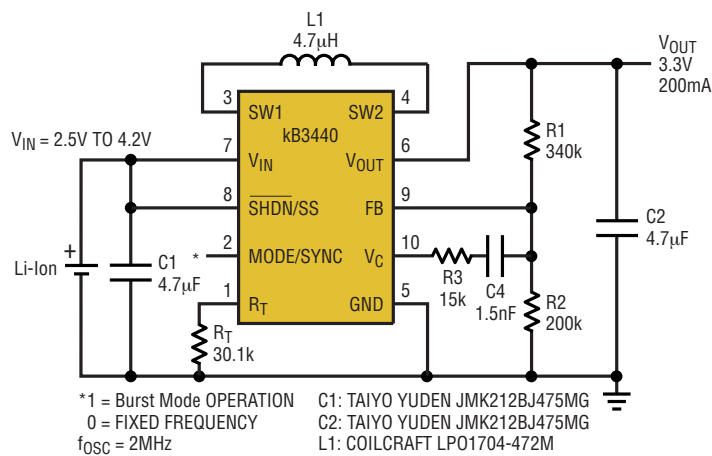 L1
4.7μH
3
SW1
4
SW2
kB3440
VIN = 2.5V TO 4.2V
7
VIN
6
VOUT
VOUT
3.3V
200mA
R1
340k
8
SHDN/SS
9
FB
C2
4.7μF
Li-Ion
+
C1
4.7μF
*
2
MODE/SYNC
10
VC
R3
15k
C4
1.5nF
1
RT
5
GND
R2
200k
RT
30.1k
*1 = Burst Mode OPERATION
0 = FIXED FREQUENCY
fOSC = 2MHz
C1: TAIYO YUDEN JMK212BJ475MG
C2: TAIYO YUDEN JMK212BJ475MG
L1: COILCRAFT LPO1704-472M